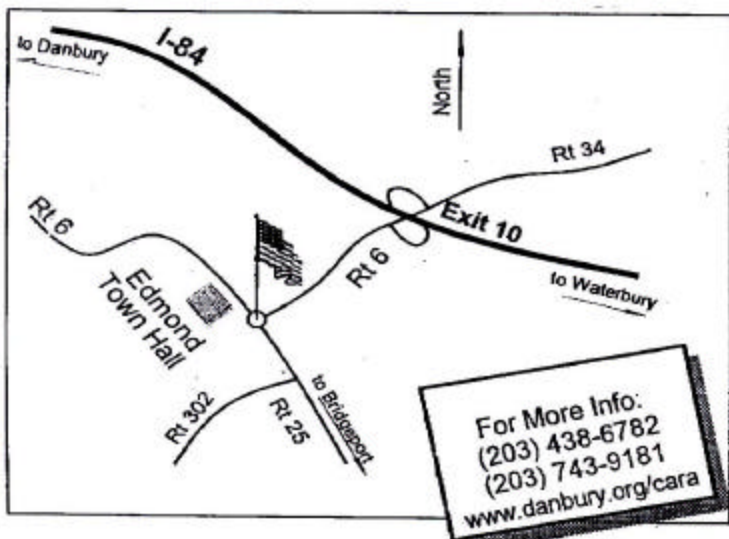 to Danbury
I-84
North
Rt 34
Exit 10
Rt 6
Rt 6
to Waterbury
Edmond
Town Hall
Rt 302
Rt 25
to Bridgeport
For More Info:
(203) 438-6782
(203) 743-9181
www.danbury.org/cara